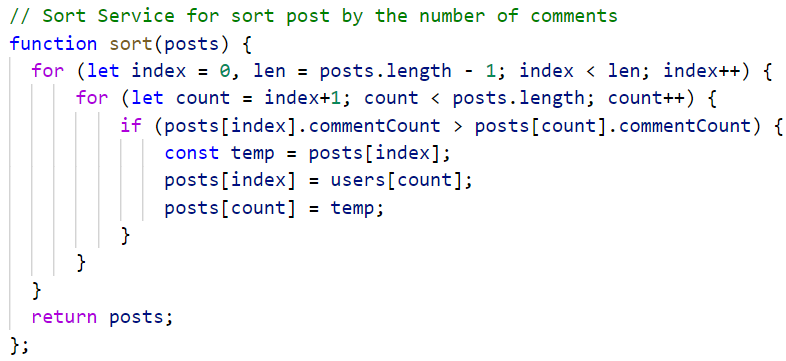 // Sort Service for sort post by the number of comments
function sort(posts) {
  for (let index = 0, len = posts.length - 1; index < len; index++) {
      for (let count = index+1; count < posts.length; count++) {
          if (posts[index].commentCount > posts[count].commentCount) {
              const temp = posts[index];
              posts[index] = users[count];
              posts[count] = temp;
          }
      }
  }
  return posts;
};